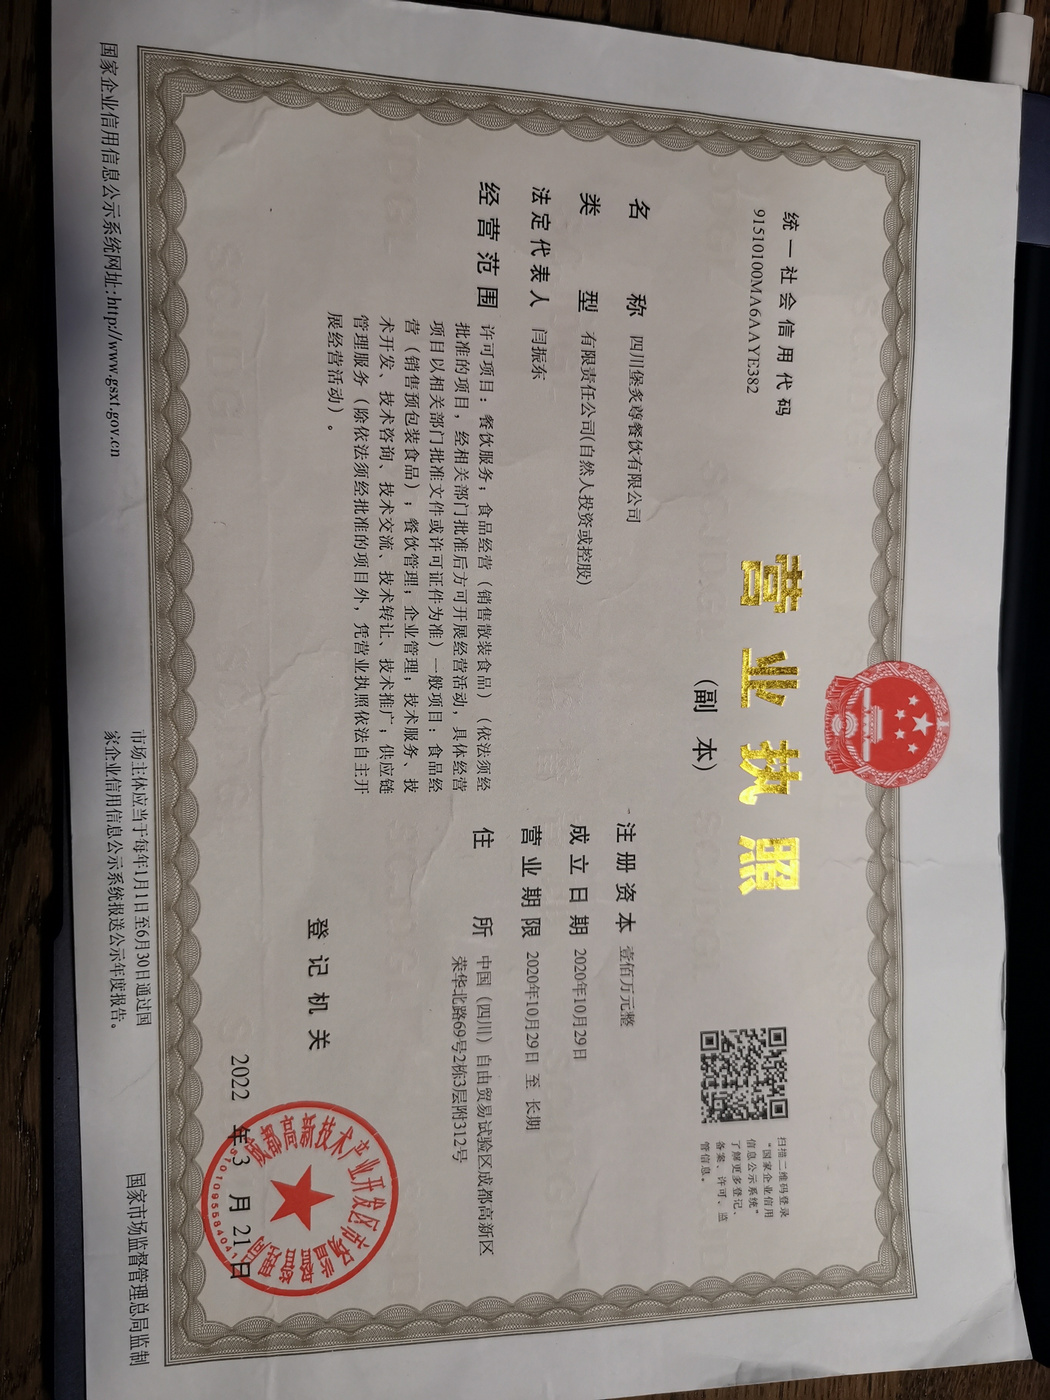 统一社会信用代码
91510100MA6AAYE382
营业执照
(副 本)
扫描二维码登录
“国家企业信用
信息公示系统”
了解更多登记、
备案、许可、监
管信息。
名 称 四川堡炙尊餐饮有限公司
类 型 有限责任公司(自然人投资或控股)
法定代表人 闫振东
经营范围 许可项目：餐饮服务；食品经营（销售散装食品）（依法须经
批准的项目，经相关部门批准后方可开展经营活动，具体经营
项目以相关部门批准文件或许可证件为准）一般项目：食品经
营（销售预包装食品）；餐饮管理；企业管理；技术服务、技
术开发、技术咨询、技术交流、技术转让、技术推广；供应链
管理服务（除依法须经批准的项目外，凭营业执照依法自主开
展经营活动）。
注册资本 壹佰万元整
成立日期 2020年10月29日
营业期限 2020年10月29日 至 长期
住 所 中国（四川）自由贸易试验区成都高新区
荣华北路69号2栋3层附312号
登记机关
成都高新技术产业开发区市场监督管理局
2022 年 3 月 21 日
国家企业信用信息公示系统网址:http://www.gsxt.gov.cn
市场主体应当于每年1月1日至6月30日通过国
家企业信用信息公示系统报送公示年度报告。
国家市场监督管理总局监制